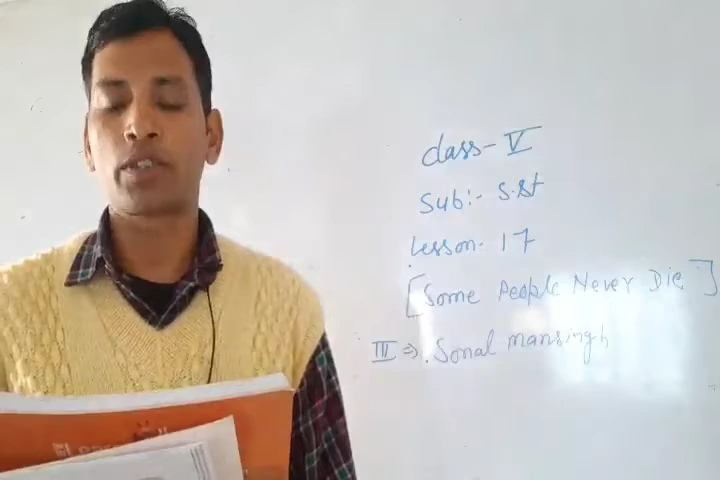 class- V
Sub:- S.st
Lesson- 17
[Some People Never Die.]
III ⇒ . Sonal mansingh